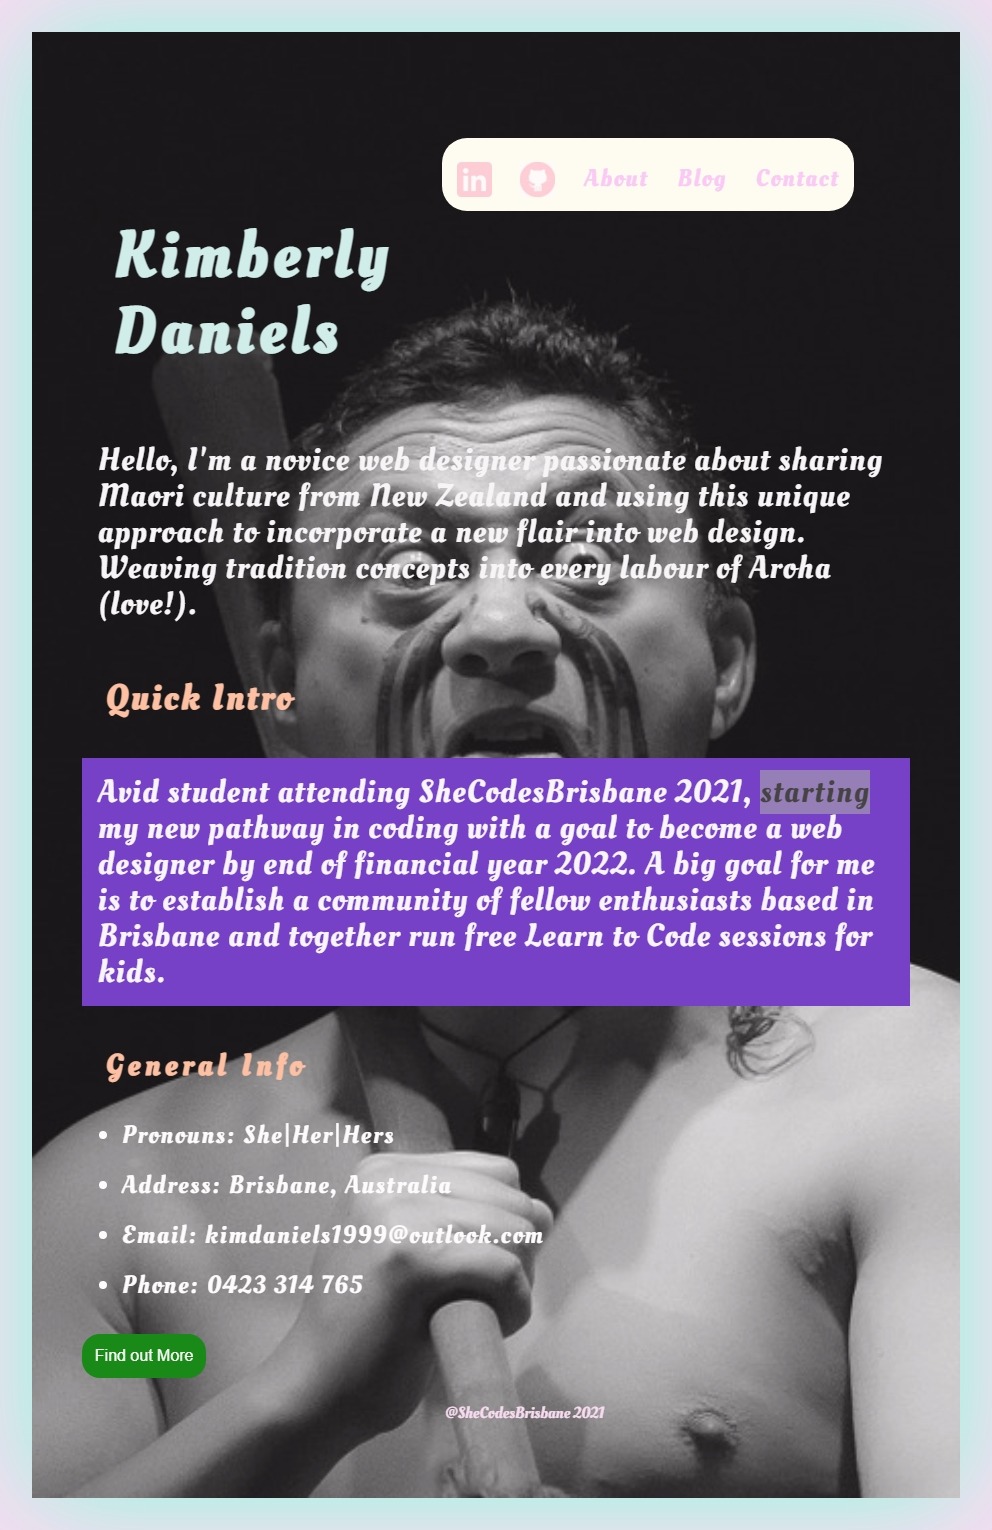 in About Blog Contact
Kimberly
Daniels
Hello, I'm a novice web designer passionate about sharing
Maori culture from New Zealand and using this unique
approach to incorporate a new flair into web design.
Weaving tradition concepts into every labour of Aroha
(love!).
Quick Intro
Avid student attending SheCodesBrisbane 2021, starting
my new pathway in coding with a goal to become a web
designer by end of financial year 2022. A big goal for me
is to establish a community of fellow enthusiasts based in
Brisbane and together run free Learn to Code sessions for
kids.
General Info
• Pronouns: She|Her|Hers
• Address: Brisbane, Australia
• Email: kimdaniels1999@outlook.com
• Phone: 0423 314 765
Find out More
@SheCodesBrisbane 2021